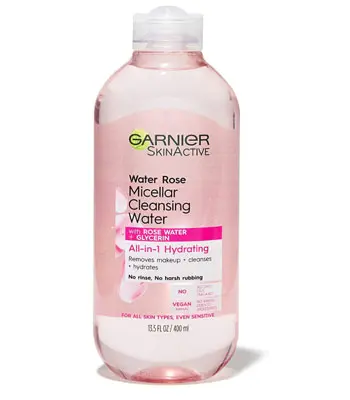 GARNIER
SKINACTIVE
Water Rose
Micellar
Cleansing
Water
with ROSE WATER
+ GLYCERIN
All-in-1 Hydrating
Removes makeup + cleanses
+ hydrates
No rinse, No harsh rubbing
NO
VEGAN
FOR ALL SKIN TYPES, EVEN SENSITIVE
13.5 FL OZ / 400 ml